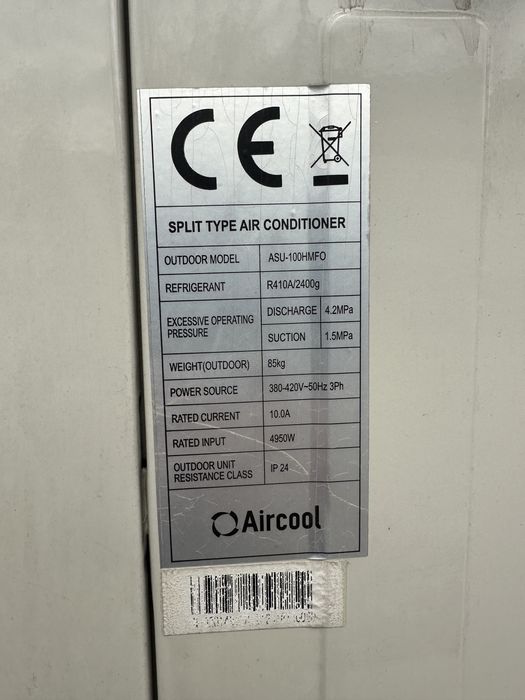 CE
SPLIT TYPE AIR CONDITIONER
OUTDOOR MODEL ASU-100HMFO
REFRIGERANT R410A/2400g
EXCESSIVE OPERATING PRESSURE DISCHARGE 4.2MPa
SUCTION 1.5MPa
WEIGHT(OUTDOOR) 85kg
POWER SOURCE 380-420V~50Hz 3Ph
RATED CURRENT 10.0A
RATED INPUT 4950W
OUTDOOR UNIT RESISTANCE CLASS IP 24
Aircool